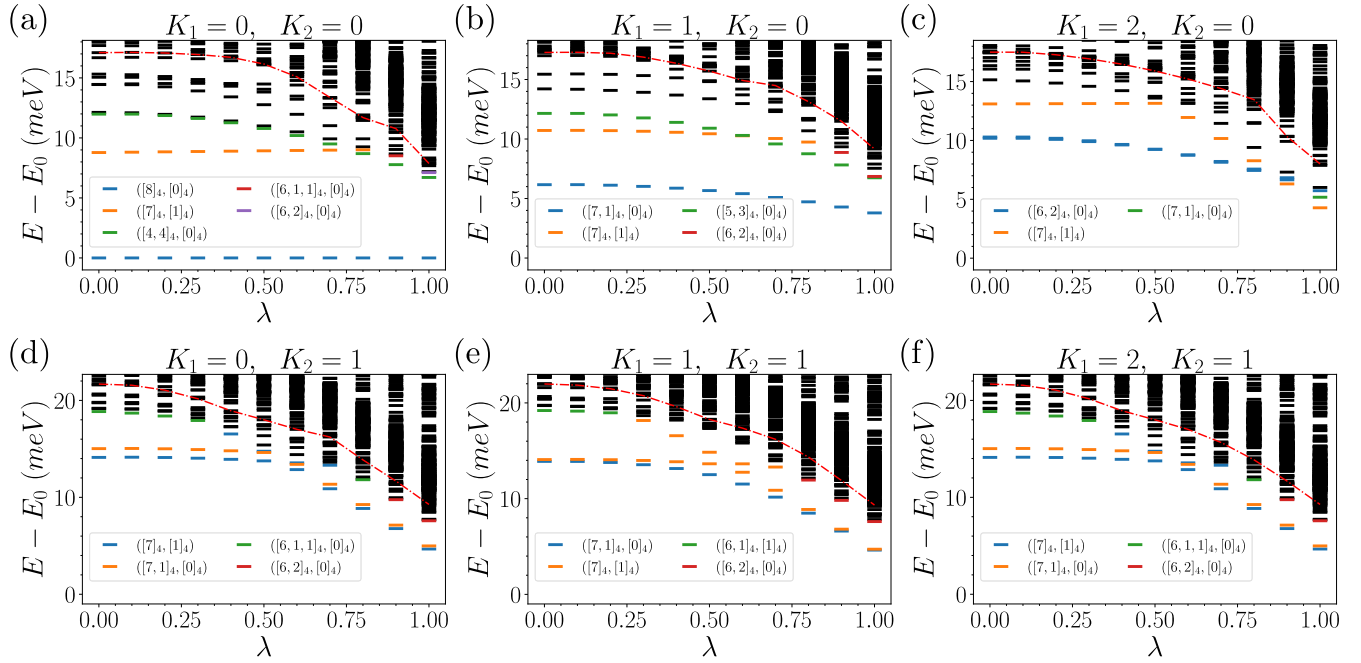 (a) K₁ = 0, K₂ = 0
E − E₀ (meV)
15
10
5
0
([8]₄, [0]₄)
([7]₄, [1]₄)
([4, 4]₄, [0]₄)
([6, 1, 1]₄, [0]₄)
([6, 2]₄, [0]₄)
0.00 0.25 0.50 0.75 1.00
λ
(b) K₁ = 1, K₂ = 0
E − E₀ (meV)
15
10
5
0
([7, 1]₄, [0]₄)
([7]₄, [1]₄)
([5, 3]₄, [0]₄)
([6, 2]₄, [0]₄)
0.00 0.25 0.50 0.75 1.00
λ
(c) K₁ = 2, K₂ = 0
E − E₀ (meV)
15
10
5
0
([6, 2]₄, [0]₄)
([7]₄, [1]₄)
([7, 1]₄, [0]₄)
0.00 0.25 0.50 0.75 1.00
λ
(d) K₁ = 0, K₂ = 1
E − E₀ (meV)
20
10
0
([7]₄, [1]₄)
([7, 1]₄, [0]₄)
([6, 1, 1]₄, [0]₄)
([6, 2]₄, [0]₄)
0.00 0.25 0.50 0.75 1.00
λ
(e) K₁ = 1, K₂ = 1
E − E₀ (meV)
20
10
0
([7, 1]₄, [0]₄)
([7]₄, [1]₄)
([6, 1]₄, [1]₄)
([6, 2]₄, [0]₄)
0.00 0.25 0.50 0.75 1.00
λ
(f) K₁ = 2, K₂ = 1
E − E₀ (meV)
20
10
0
([7]₄, [1]₄)
([7, 1]₄, [0]₄)
([6, 1, 1]₄, [0]₄)
([6, 2]₄, [0]₄)
0.00 0.25 0.50 0.75 1.00
λ